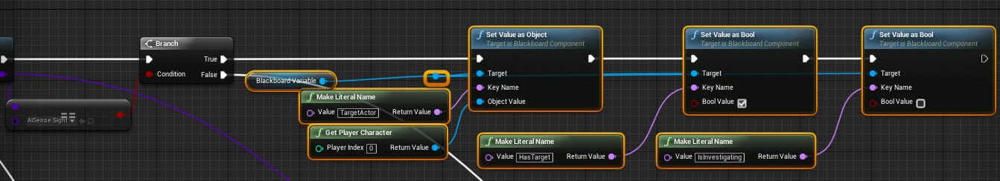 Branch
True
Condition
False
AISense Sight
==
Blackboard Variable
Make Literal Name
Value TargetActor Return Value
Get Player Character
Player Index 0 Return Value
Set Value as Object
Target is Blackboard Component
Target
Key Name
Object Value
Make Literal Name
Value HasTarget Return Value
Set Value as Bool
Target is Blackboard Component
Target
Key Name
Bool Value
Make Literal Name
Value IsInvestigating Return Value
Set Value as Bool
Target is Blackboard Component
Target
Key Name
Bool Value